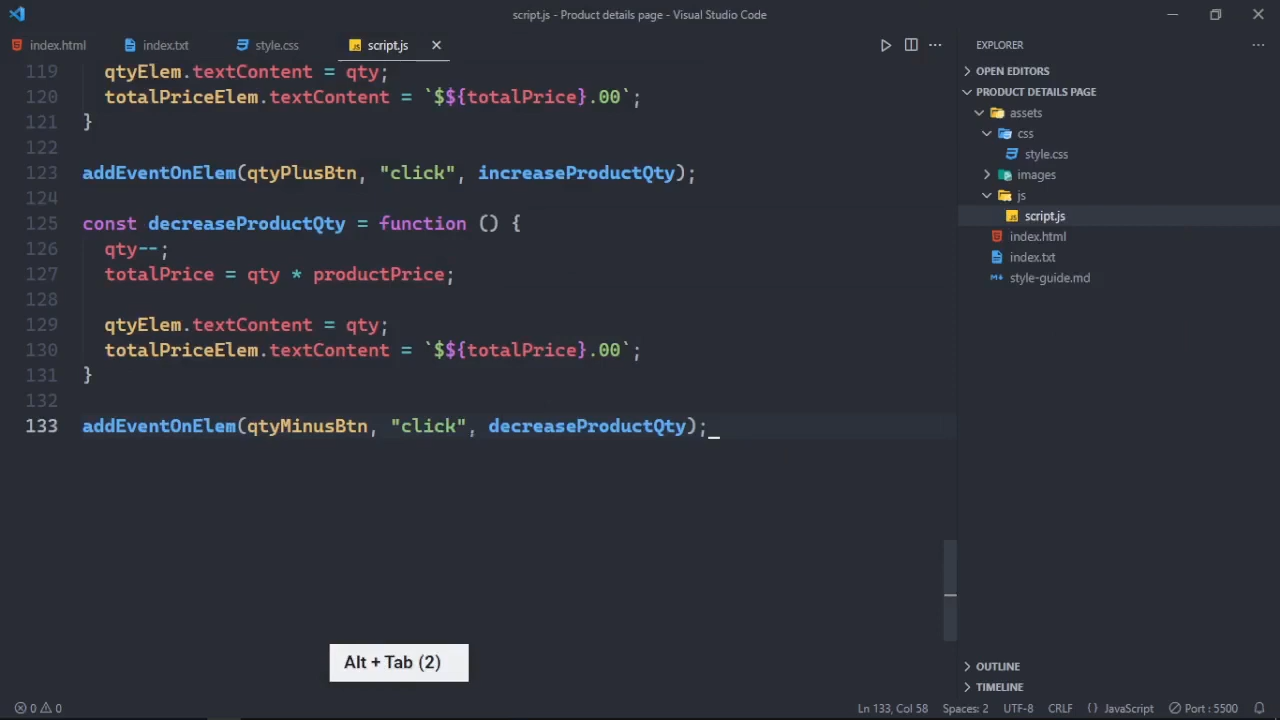 script.js - Product details page - Visual Studio Code
index.html
index.txt
style.css
script.js
119 qtyElem.textContent = qty;
120 totalPriceElem.textContent = `$${totalPrice}.00`;
121 }
122
123 addEventOnElem(qtyPlusBtn, "click", increaseProductQty);
124
125 const decreaseProductQty = function () {
126 qty--;
127 totalPrice = qty * productPrice;
128
129 qtyElem.textContent = qty;
130 totalPriceElem.textContent = `$${totalPrice}.00`;
131 }
132
133 addEventOnElem(qtyMinusBtn, "click", decreaseProductQty);
Alt + Tab (2)
EXPLORER
OPEN EDITORS
PRODUCT DETAILS PAGE
assets
css
style.css
images
js
JS script.js
index.html
index.txt
style-guide.md
OUTLINE
TIMELINE
0 0
Ln 133, Col 58 Spaces: 2 UTF-8 CRLF {} JavaScript Port : 5500